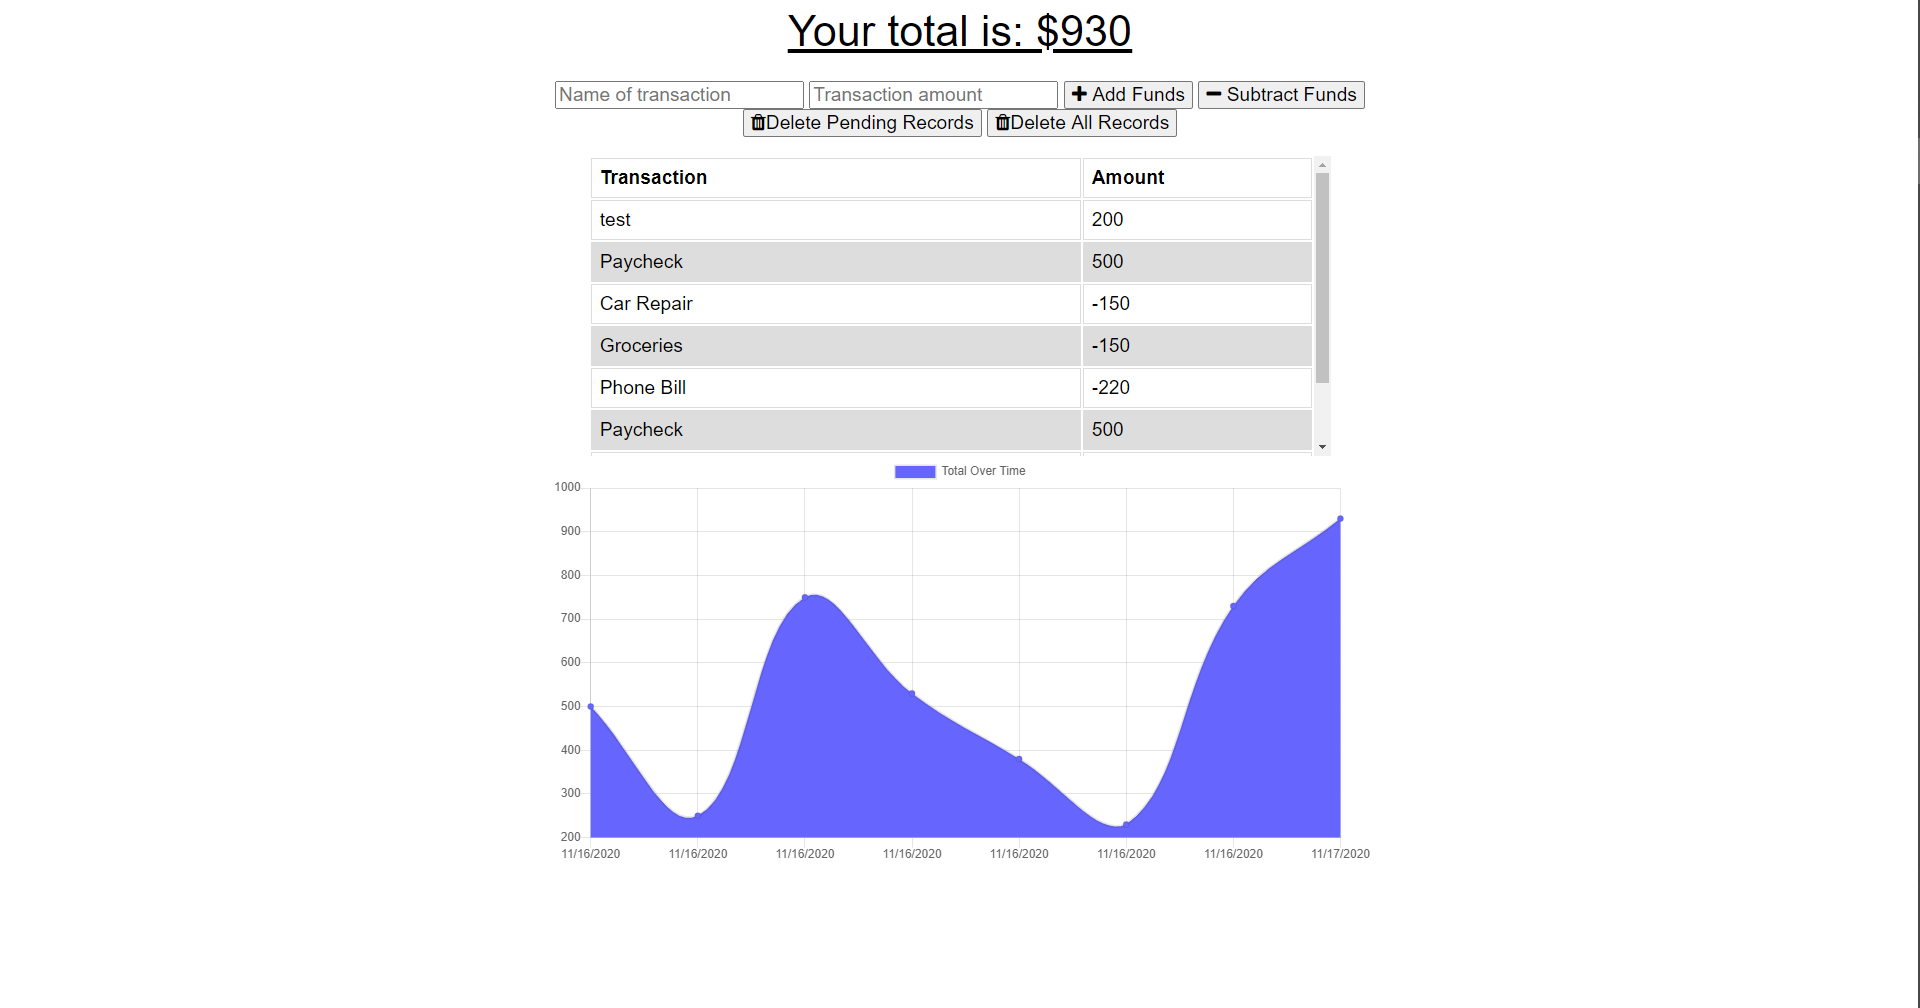 Your total is: $930
Name of transaction Transaction amount Add Funds Subtract Funds
Delete Pending Records Delete All Records
Transaction Amount
test 200
Paycheck 500
Car Repair -150
Groceries -150
Phone Bill -220
Paycheck 500
Total Over Time
1000
900
800
700
600
500
400
300
200
11/16/2020 11/16/2020 11/16/2020 11/16/2020 11/16/2020 11/16/2020 11/16/2020 11/17/2020